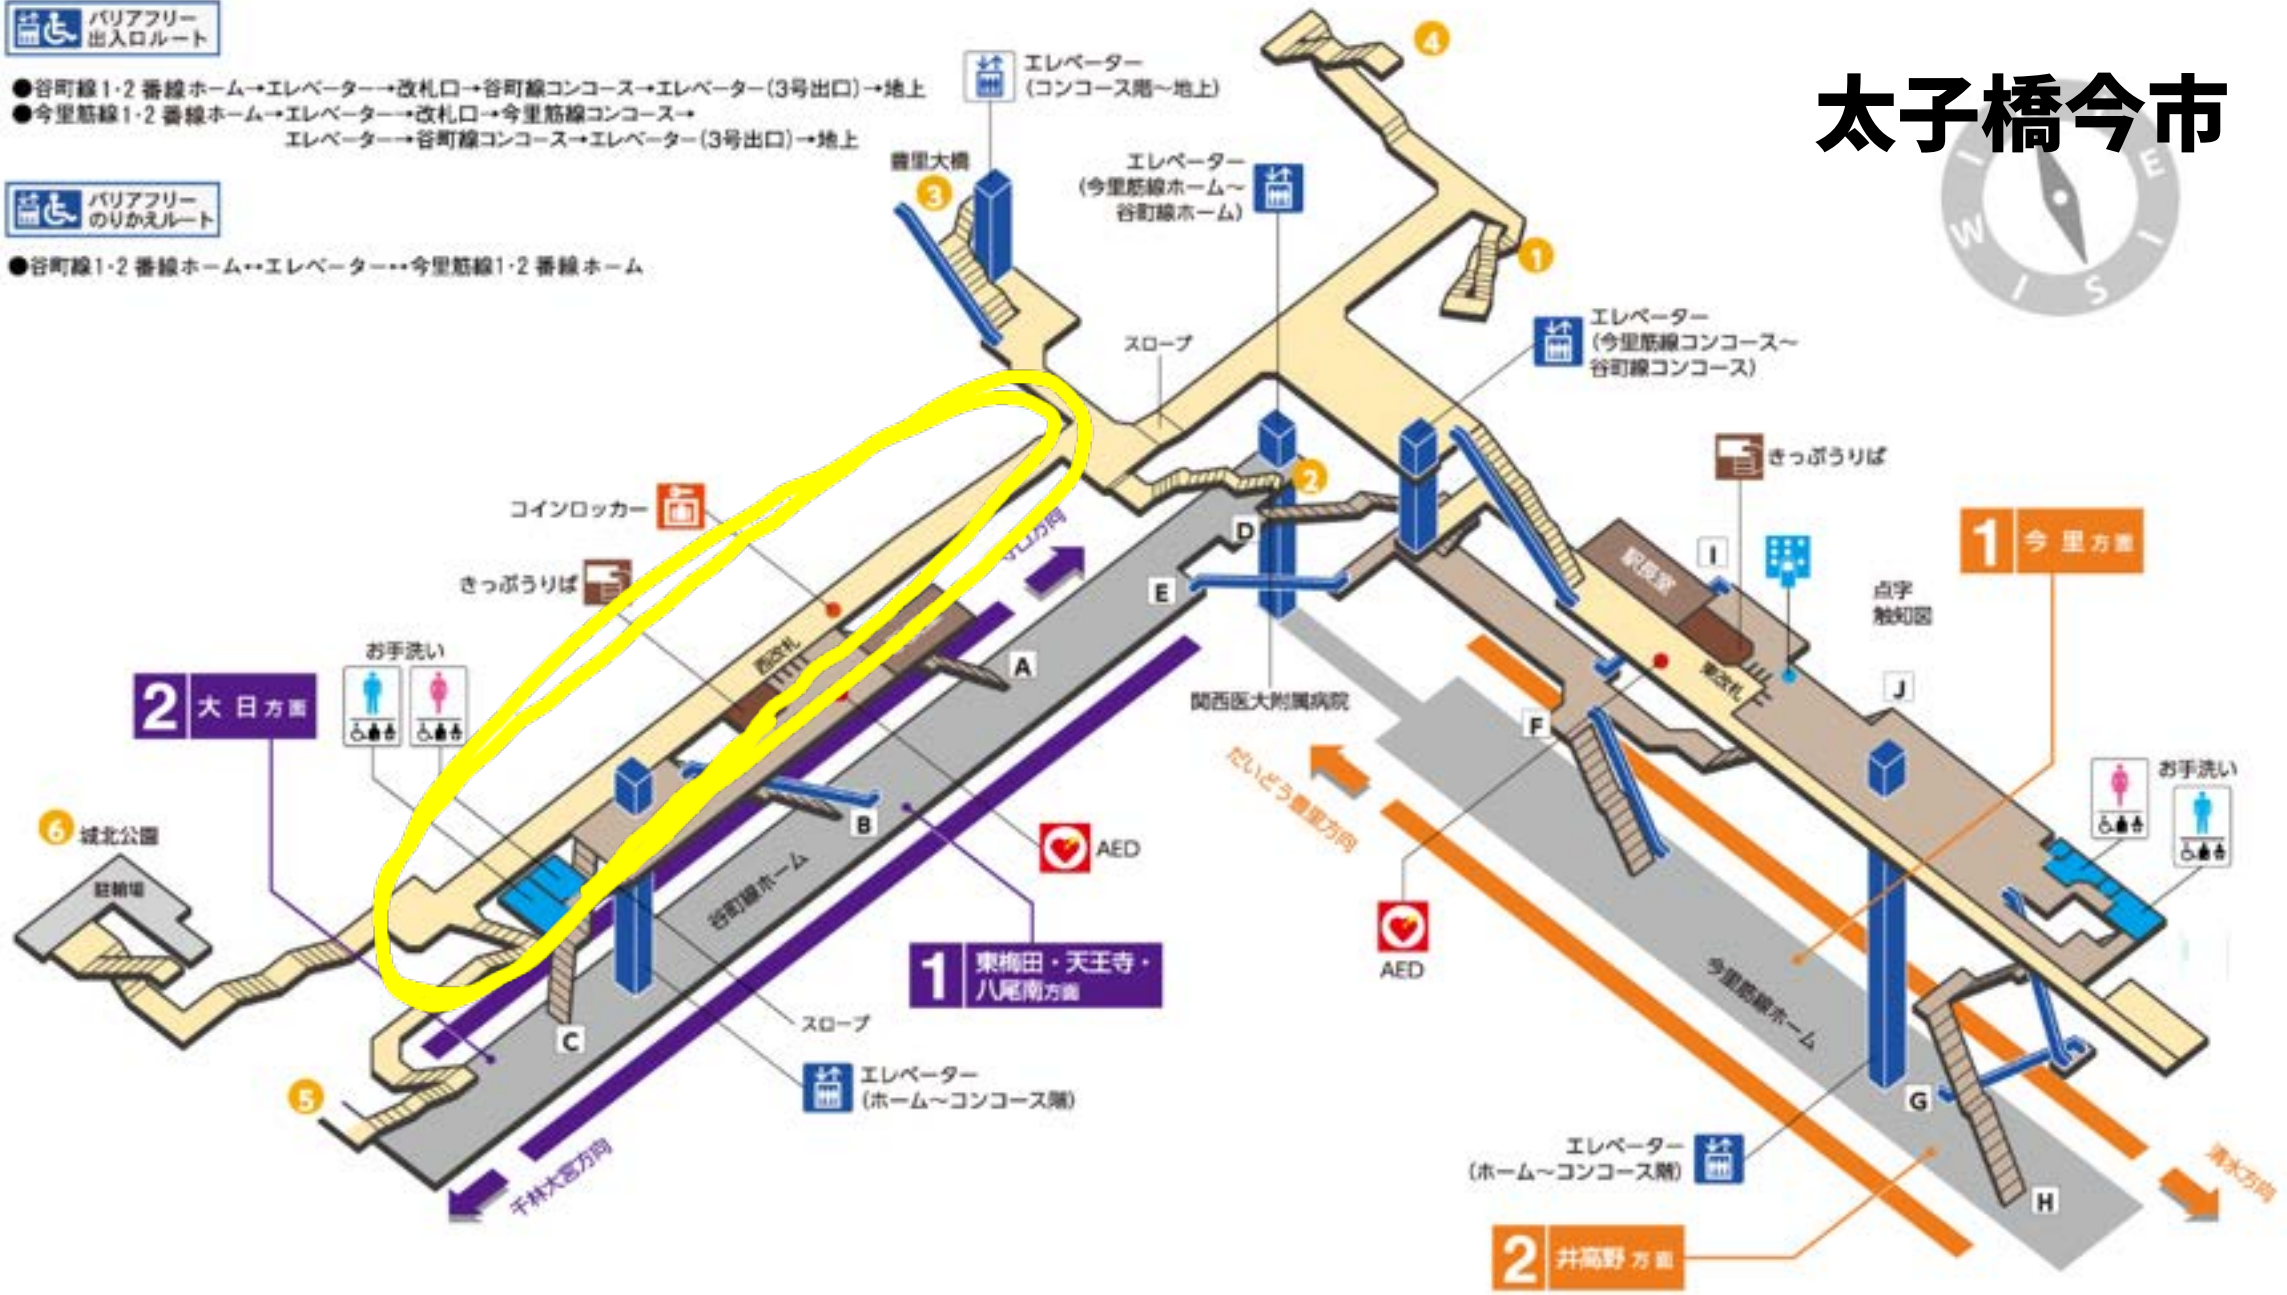 バリアフリー
出入口ルート
●谷町線1・2番線ホーム→エレベーター→改札口→谷町線コンコース→エレベーター(3号出口)→地上
●今里筋線1・2番線ホーム→エレベーター→改札口→今里筋線コンコース→
エレベーター→谷町線コンコース→エレベーター(3号出口)→地上
バリアフリー
のりかえルート
●谷町線1・2番線ホーム↔エレベーター↔今里筋線1・2番線ホーム
太子橋今市
E
W
S
エレベーター
(コンコース階〜地上)
豊里大橋
3
エレベーター
(今里筋線ホーム〜
谷町線ホーム)
4
1
エレベーター
(今里筋線コンコース〜
谷町線コンコース)
スロープ
2
コインロッカー
きっぷうりば
お手洗い
2 大日方面
西改札
A
B
C
D
E
6 城北公園
駐輪場
5
谷町線ホーム
AED
1 東梅田・天王寺・
八尾南方面
スロープ
エレベーター
(ホーム〜コンコース階)
千林大宮方向
関西医大附属病院
だいどう豊里方向
きっぷうりば
駅長室
I
点字
触知図
1 今里方面
東改札
J
F
お手洗い
AED
今里筋線ホーム
G
H
エレベーター
(ホーム〜コンコース階)
2 井高野方面
清水方向